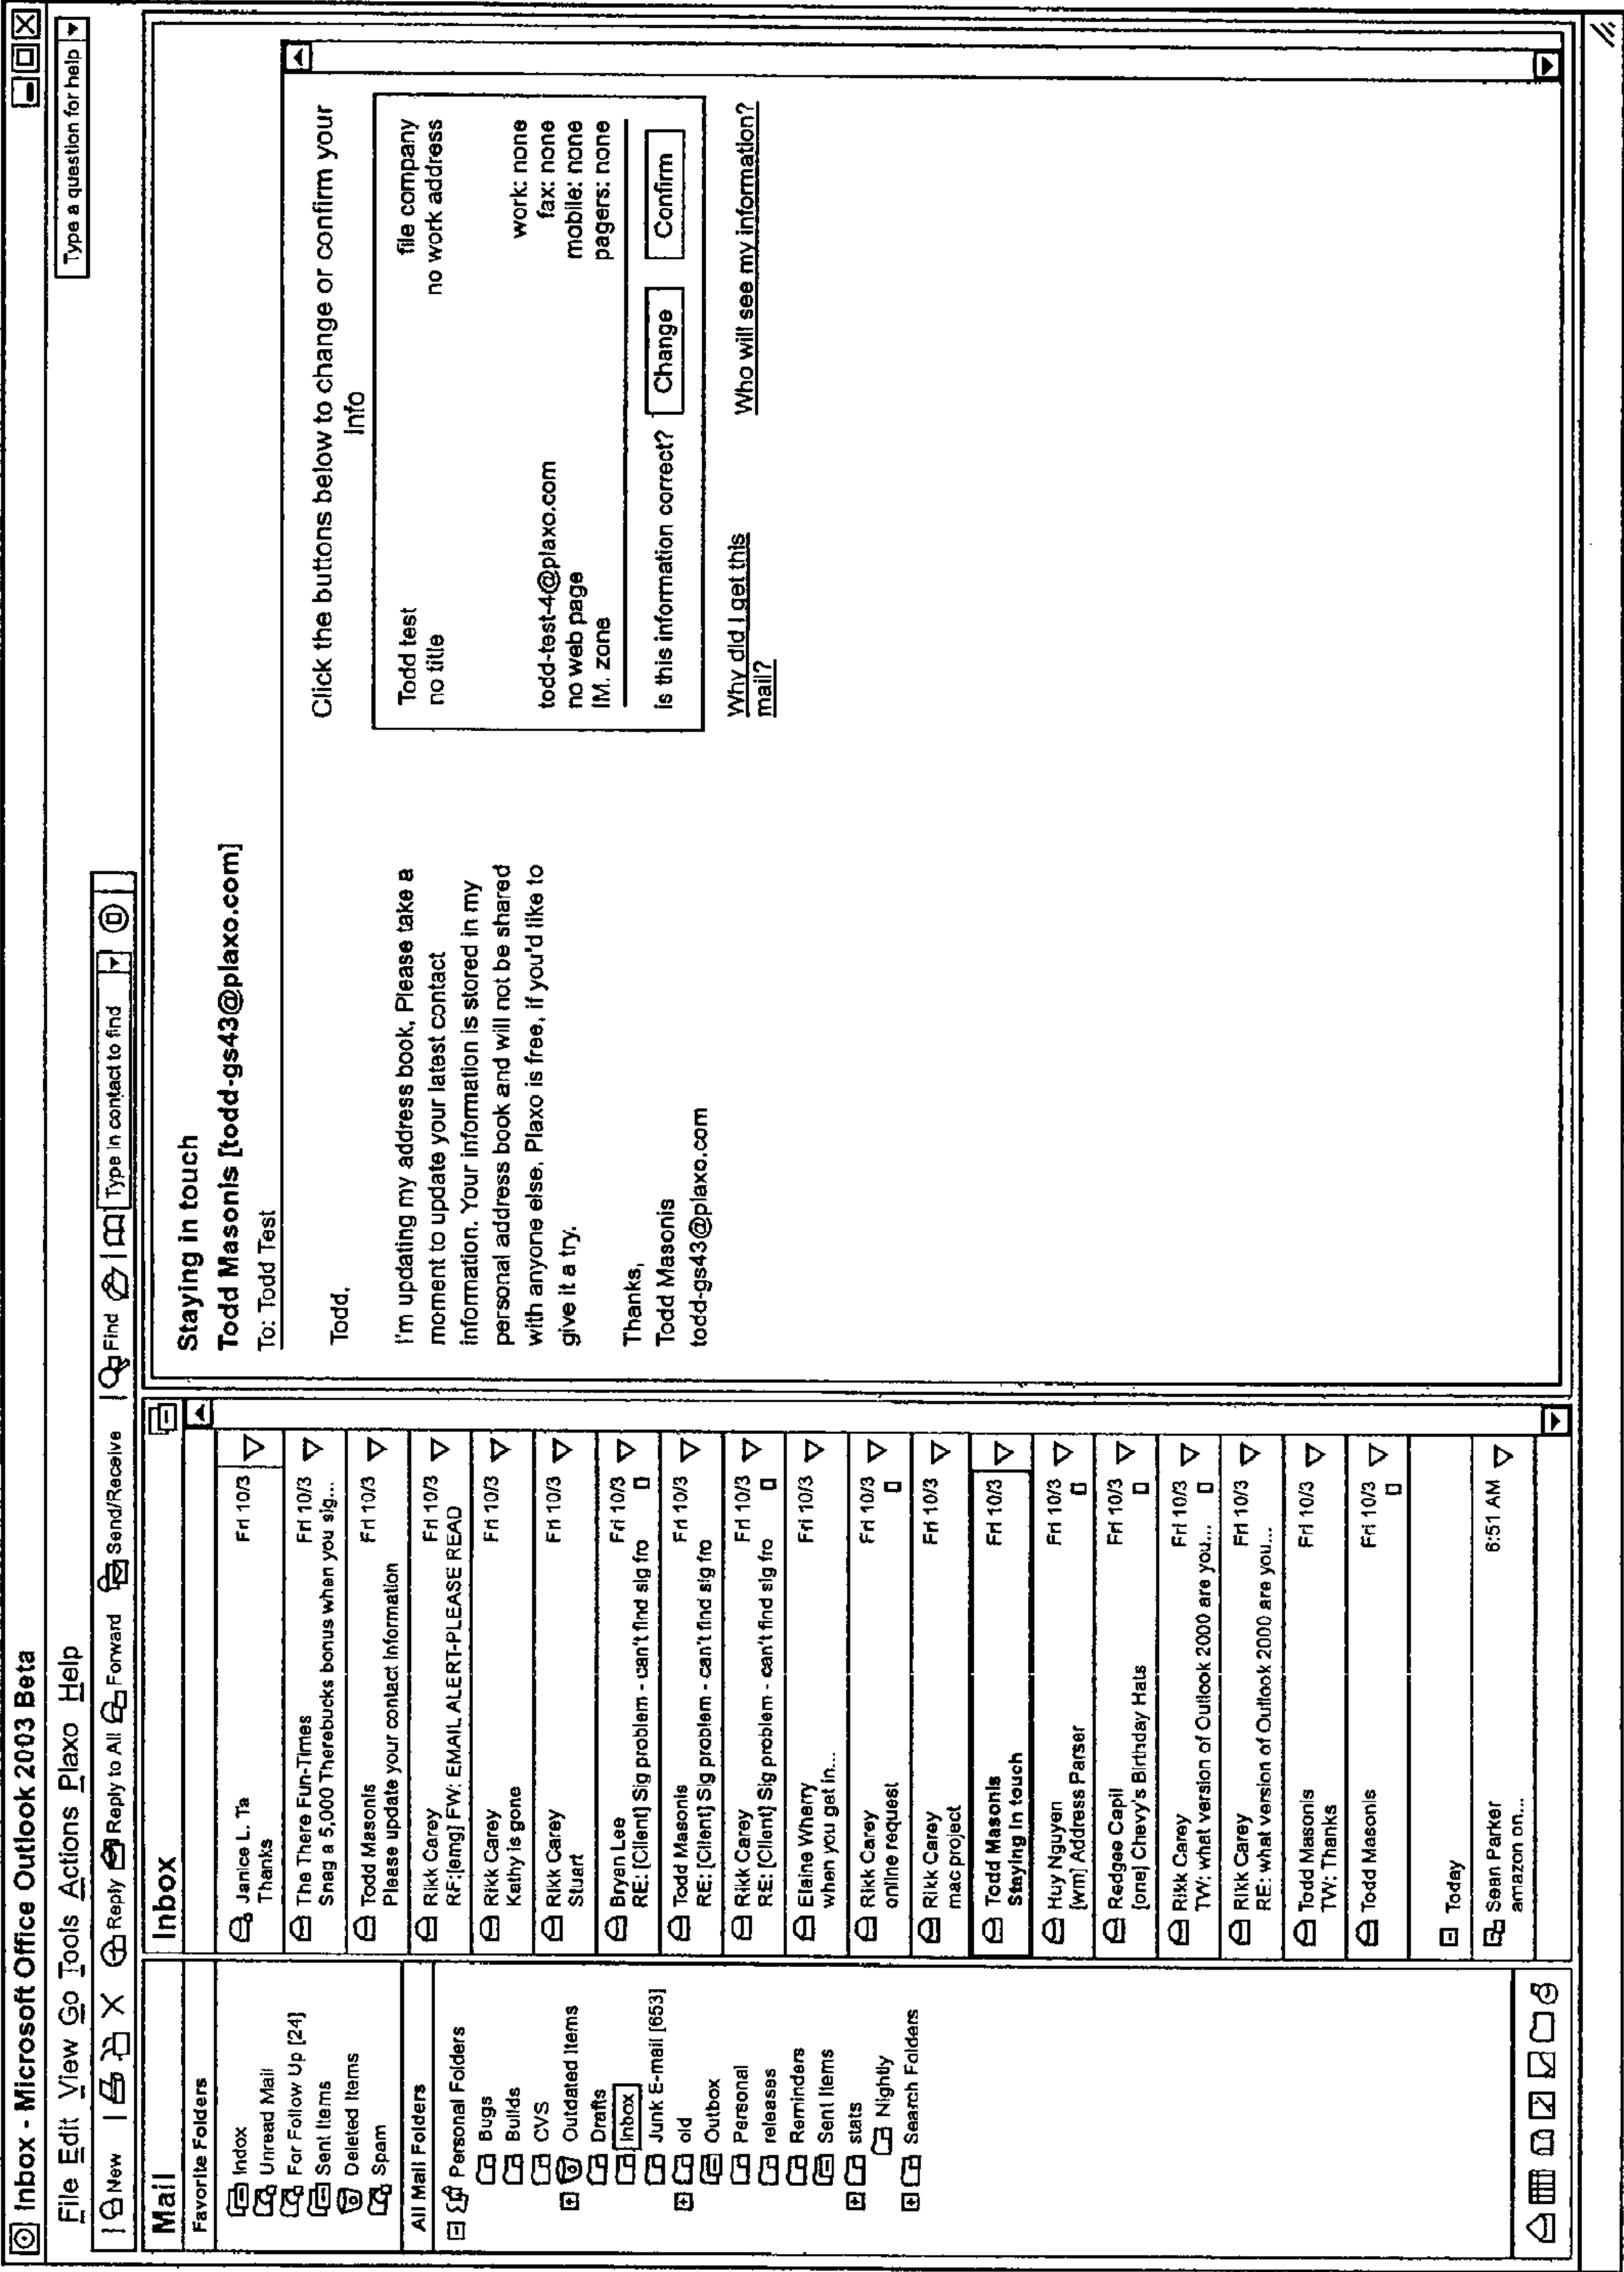 Inbox - Microsoft Office Outlook 2003 Beta
File Edit View Go Tools Actions Plaxo Help
Type a question for help
New
Reply
Reply to All
Forward
Send/Receive
Find
Type in contact to find
Mail
Favorite Folders
Indox
Unread Mail
For Follow Up [24]
Sent Items
Deleted Items
Spam
All Mail Folders
Personal Folders
Bugs
Builds
CVS
Outdated Items
Drafts
Inbox
Junk E-mail [653]
old
Outbox
Personal
releases
Reminders
Sent Items
stats
Nightly
Search Folders
Inbox
Janice L. Ta Fri 10/3
Thanks
The There Fun-Times Fri 10/3
Snag a 5,000 Therebucks bonus when you sig...
Todd Masonis Fri 10/3
Please update your contact information
Rikk Carey Fri 10/3
RF:[emg] FW: EMAIL ALERT-PLEASE READ
Rikk Carey Fri 10/3
Kathy is gone
Rikk Carey Fri 10/3
Stuart
Bryan Lee Fri 10/3
RE: [Client] Sig problem - can't find sig fro
Todd Masonis Fri 10/3
RE: [Client] Sig problem - can't find sig fro
Rikk Carey Fri 10/3
RE: [Client] Sig problem - can't find sig fro
Elaine Wherry Fri 10/3
when you get in...
Rikk Carey Fri 10/3
online request
Rikk Carey Fri 10/3
mac project
Todd Masonis Fri 10/3
Staying in touch
Huy Nguyen Fri 10/3
[wm] Address Parser
Redgee Capil Fri 10/3
[one] Chevy's Birthday Hats
Rikk Carey Fri 10/3
TW: what version of Outlook 2000 are you...
Rikk Carey Fri 10/3
RE: what version of Outlook 2000 are you...
Todd Masonis Fri 10/3
TW: Thanks
Todd Masonis Fri 10/3
Today
Sean Parker 6:51 AM
amazon on...
Staying in touch
Todd Masonis [todd-gs43@plaxo.com]
To: Todd Test
Todd,
I'm updating my address book, Please take a
moment to update your latest contact
information. Your information is stored in my
personal address book and will not be shared
with anyone else. Plaxo is free, if you'd like to
give it a try.
Thanks,
Todd Masonis
todd-gs43@plaxo.com
Click the buttons below to change or confirm your
Info
Todd test file company
no title no work address
work: none
todd-test-4@plaxo.com fax: none
no web page mobile: none
IM. zone pagers: none
is this information correct? Change Confirm
Why did I get this
mail?
Who will see my information?